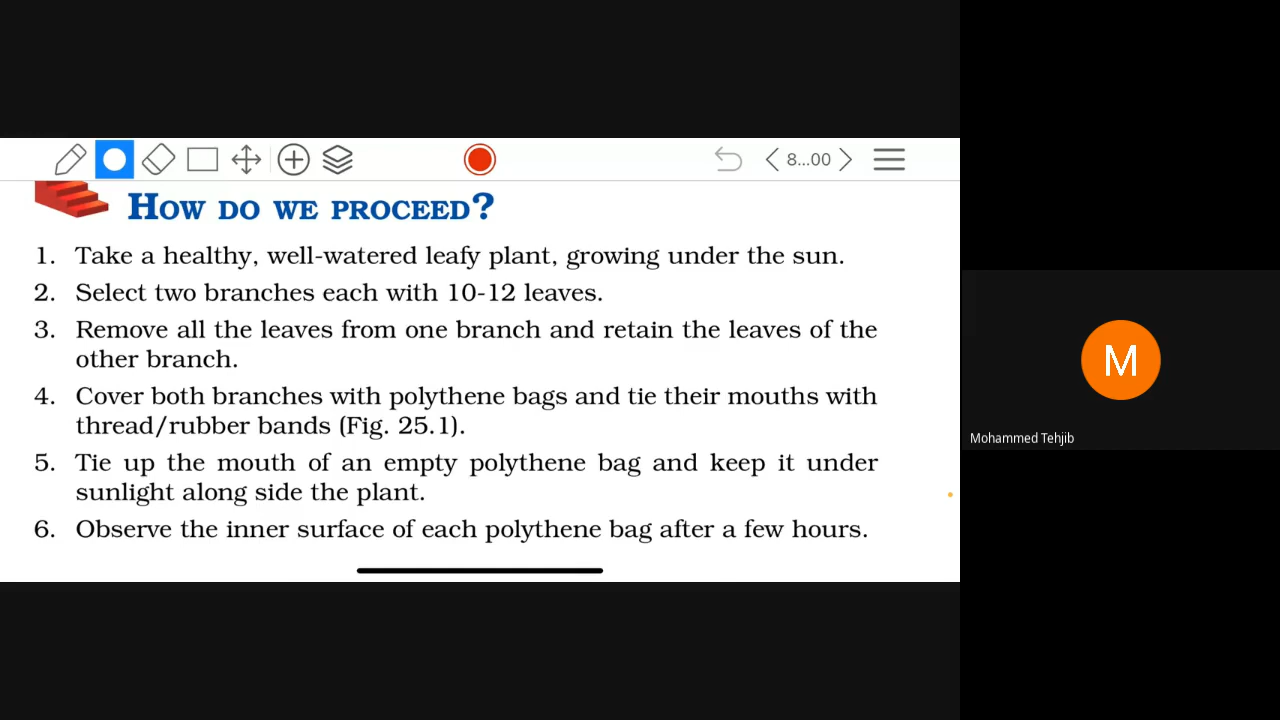 8...00
HOW DO WE PROCEED?
1. Take a healthy, well-watered leafy plant, growing under the sun.
2. Select two branches each with 10-12 leaves.
3. Remove all the leaves from one branch and retain the leaves of the
other branch.
4. Cover both branches with polythene bags and tie their mouths with
thread/rubber bands (Fig. 25.1).
5. Tie up the mouth of an empty polythene bag and keep it under
sunlight along side the plant.
6. Observe the inner surface of each polythene bag after a few hours.
M
Mohammed Tehjib